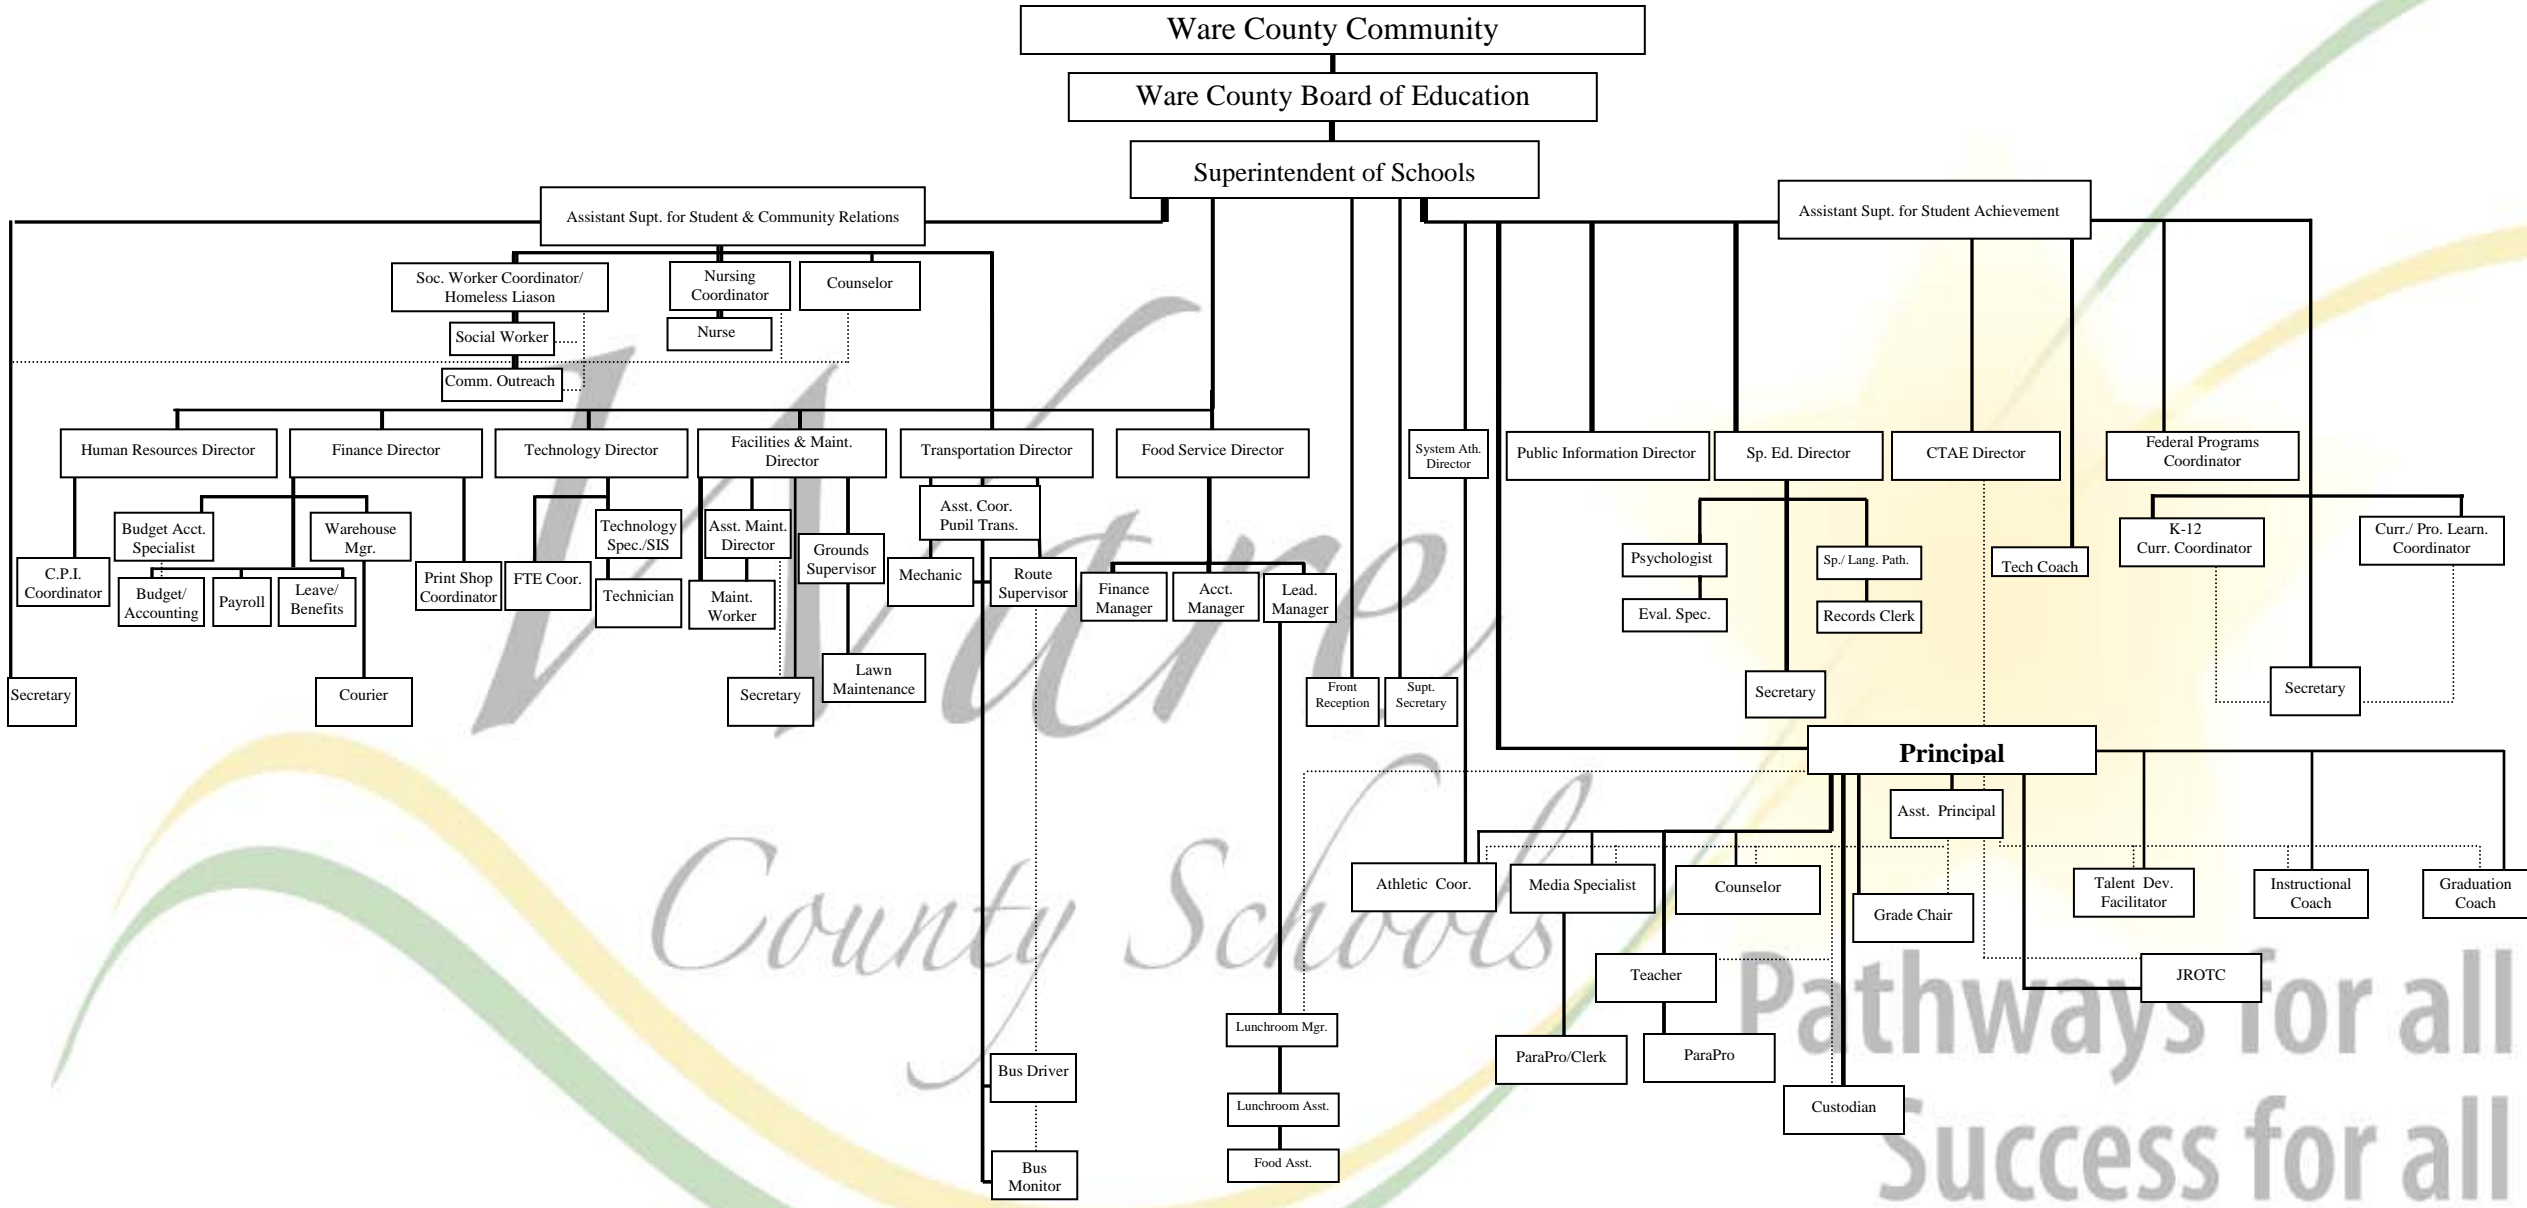 Ware County Community
Ware County Board of Education
Superintendent of Schools
Assistant Supt. for Student & Community Relations
Assistant Supt. for Student Achievement
Soc. Worker Coordinator/
Homeless Liason
Nursing
Coordinator
Counselor
Social Worker
Nurse
Comm. Outreach
Human Resources Director
Finance Director
Technology Director
Facilities & Maint.
Director
Transportation Director
Food Service Director
System Ath.
Director
Public Information Director
Sp. Ed. Director
CTAE Director
Federal Programs
Coordinator
Budget Acct.
Specialist
Warehouse
Mgr.
Technology
Spec./SIS
Asst. Maint.
Director
Grounds
Supervisor
Asst. Coor.
Pupil Trans.
K-12
Curr. Coordinator
Curr./ Pro. Learn.
Coordinator
C.P.I.
Coordinator
Budget/
Accounting
Payroll
Leave/
Benefits
Print Shop
Coordinator
FTE Coor.
Technician
Maint.
Worker
Mechanic
Route
Supervisor
Finance
Manager
Acct.
Manager
Lead.
Manager
Psychologist
Sp./ Lang. Path.
Tech Coach
Eval. Spec.
Records Clerk
Secretary
Courier
Secretary
Lawn
Maintenance
Front
Reception
Supt.
Secretary
Secretary
Secretary
Principal
Asst.  Principal
Athletic  Coor.
Media Specialist
Counselor
Grade Chair
Talent  Dev.
Facilitator
Instructional
Coach
Graduation
Coach
Teacher
JROTC
Lunchroom Mgr.
ParaPro/Clerk
ParaPro
Bus Driver
Lunchroom Asst.
Custodian
Bus
Monitor
Food Asst.
Ware
County Schools
Pathways for all
Success for all